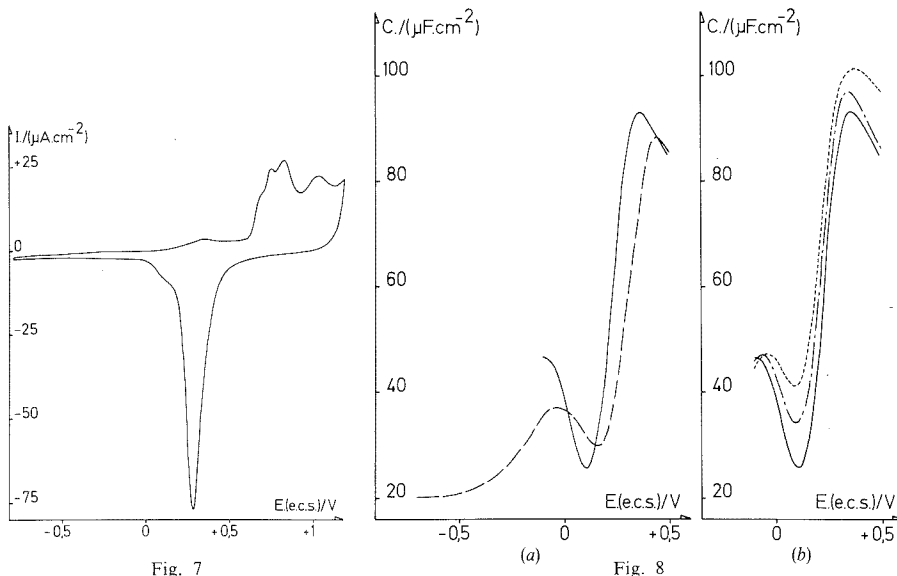 I./(µA.cm⁻²)
+25
0
-25
-50
-75
E.(e.c.s.)/V
-0,5
0
+0,5
+1
Fig. 7
C./(µF.cm⁻²)
100
80
60
40
20
E.(e.c.s.)/V
-0,5
0
+0,5
(a)
Fig. 8
C./(µF.cm⁻²)
100
80
60
40
20
E.(e.c.s.)/V
0
+0,5
(b)